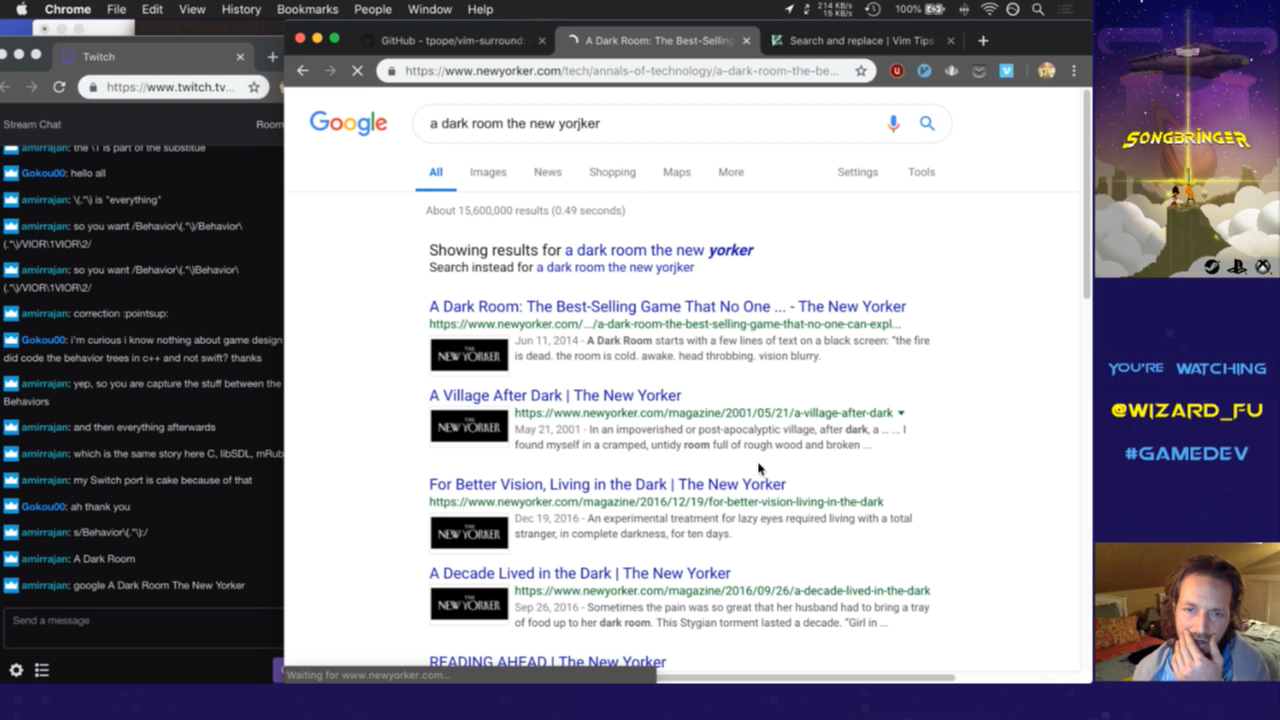 Chrome File Edit View History Bookmarks People Window Help
214 KB/s
15 KB/s
100%
Twitch
https://www.twitch.tv...
Stream Chat
Room
amirrajan: the \1 is part of the substitue
Gokou00: hello all
amirrajan: \(.*\) is "everything"
amirrajan: so you want /Behavior\(.*\)/Behavior\
(.*\)/VIOR\1VIOR\2/
amirrajan: so you want /Behavior\(.*\)Behavior\
(.*\)/VIOR\1VIOR\2/
amirrajan: correction :pointsup:
Gokou00: i'm curious i know nothing about game design
did code the behavior trees in c++ and not swift? thanks
amirrajan: yep, so you are capture the stuff between the
Behaviors
amirrajan: and then everything afterwards
amirrajan: which is the same story here C, libSDL, mRub
amirrajan: my Switch port is cake because of that
Gokou00: ah thank you
amirrajan: s/Behavior\(.*\):/
amirrajan: A Dark Room
amirrajan: google A Dark Room The New Yorker
Send a message
GitHub - tpope/vim-surround:
A Dark Room: The Best-Selling
Search and replace | Vim Tips
https://www.newyorker.com/tech/annals-of-technology/a-dark-room-the-be...
Google
a dark room the new yorjker
All Images News Shopping Maps More Settings Tools
About 15,600,000 results (0.49 seconds)
Showing results for a dark room the new yorker
Search instead for a dark room the new yorjker
A Dark Room: The Best-Selling Game That No One ... - The New Yorker
https://www.newyorker.com/.../a-dark-room-the-best-selling-game-that-no-one-can-expl...
THE NEW YORKER
Jun 11, 2014 - A Dark Room starts with a few lines of text on a black screen: "the fire
is dead. the room is cold. awake. head throbbing. vision blurry.
A Village After Dark | The New Yorker
https://www.newyorker.com/magazine/2001/05/21/a-village-after-dark
THE NEW YORKER
May 21, 2001 - In an impoverished or post-apocalyptic village, after dark, a ... ... I
found myself in a cramped, untidy room full of rough wood and broken ...
For Better Vision, Living in the Dark | The New Yorker
https://www.newyorker.com/magazine/2016/12/19/for-better-vision-living-in-the-dark
THE NEW YORKER
Dec 19, 2016 - An experimental treatment for lazy eyes required living with a total
stranger, in complete darkness, for ten days.
A Decade Lived in the Dark | The New Yorker
https://www.newyorker.com/magazine/2016/09/26/a-decade-lived-in-the-dark
THE NEW YORKER
Sep 26, 2016 - Sometimes the pain was so great that her husband had to bring a tray
of food up to her dark room. This Stygian torment lasted a decade. "Girl in ...
READING AHEAD | The New Yorker
Waiting for www.newyorker.com...
SONGBRINGER
YOU'RE WATCHING
@WIZARD_FU
#GAMEDEV